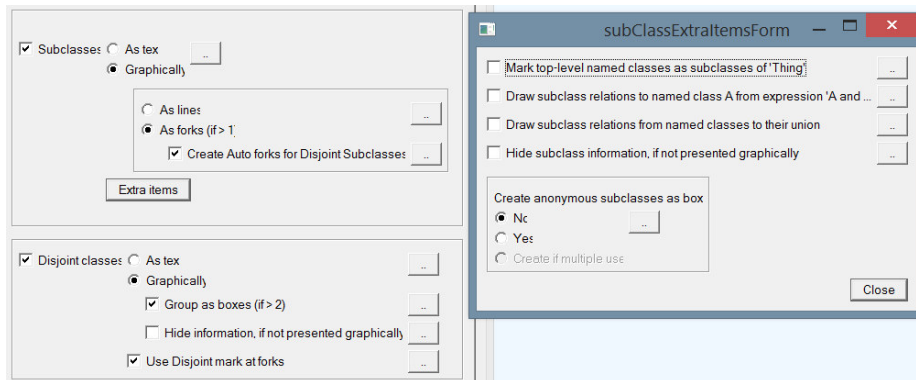 Subclasses
As tex
..
Graphically
As lines
..
As forks (if > 1)
Create Auto forks for Disjoint Subclasses
..
Extra items
Disjoint classes
As tex
..
Graphically
Group as boxes (if > 2)
..
Hide information, if not presented graphically
..
Use Disjoint mark at forks
..
subClassExtraItemsForm
Mark top-level named classes as subclasses of 'Thing'
..
Draw subclass relations to named class A from expression 'A and ...
..
Draw subclass relations from named classes to their union
..
Hide subclass information, if not presented graphically
..
Create anonymous subclasses as box
No
..
Yes
Create if multiple use
Close